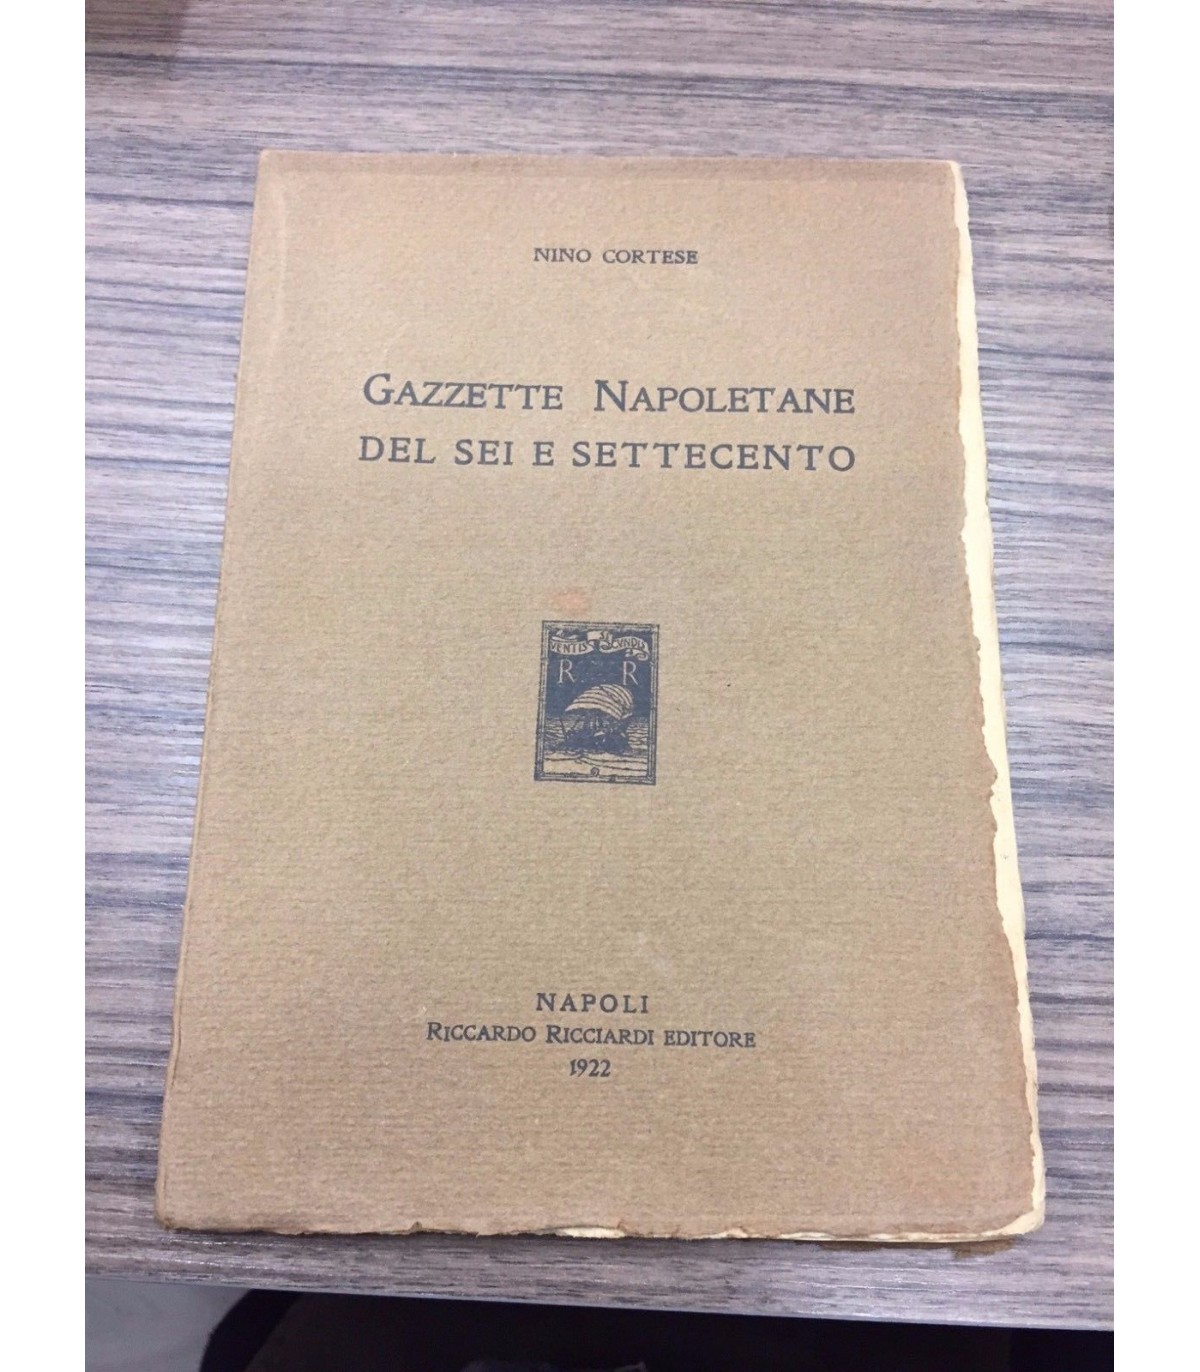 NINO CORTESE
GAZZETTE NAPOLETANE
DEL SEI E SETTECENTO
VENTIS SECUNDIS
R R
NAPOLI
RICCARDO RICCIARDI EDITORE
1922